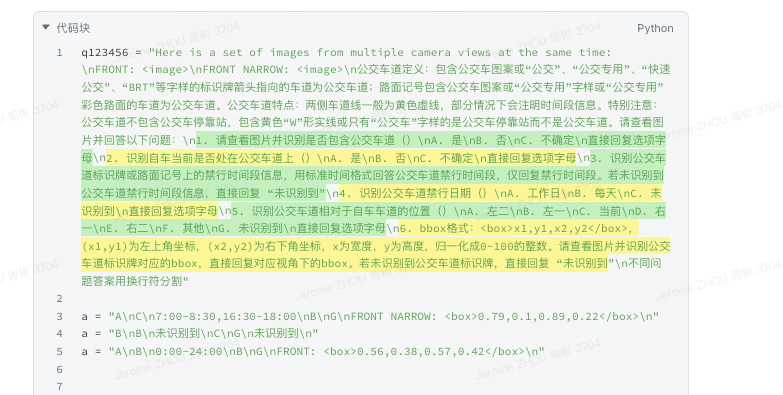 代码块
Python
1 q123456 = "Here is a set of images from multiple camera views at the same time:
\nFRONT: <image>\nFRONT NARROW: <image>\n公交车道定义: 包含公交车图案或“公交”、“公交专用”、“快速
公交”、“BRT”等字样的标识牌箭头指向的车道为公交车道; 路面记号包含公交车图案或“公交专用”字样或“公交专用”
彩色路面的车道为公交车道。公交车道特点: 两侧车道线一般为黄色虚线, 部分情况下会注明时间段信息。特别注意:
公交车道不包含公交车停靠站, 包含黄色“W”形实线或只有“公交车”字样的是公交车停靠站而不是公交车道。请查看图
片并回答以下问题: \n1. 请查看图片并识别是否包含公交车道（）\nA. 是\nB. 否\nC. 不确定\n直接回复选项字
母\n2. 识别自车当前是否处在公交车道上（）\nA. 是\nB. 否\nC. 不确定\n直接回复选项字母\n3. 识别公交车
道标识牌或路面记号上的禁行时间段信息, 用标准时间格式回答公交车道禁行时间段, 仅回复禁行时间段。若未识别到
公交车道禁行时间段信息, 直接回复 “未识别到”\n4. 识别公交车道禁行日期（）\nA. 工作日\nB. 每天\nC. 未
识别到\n直接回复选项字母\n5. 识别公交车道相对于自车车道的位置（）\nA. 左二\nB. 左一\nC. 当前\nD. 右
一\nE. 右二\nF. 其他\nG. 未识别到\n直接回复选项字母\n6. bbox格式: <box>x1,y1,x2,y2</box>,
(x1,y1)为左上角坐标, (x2,y2)为右下角坐标, x为宽度, y为高度, 归一化成0~100的整数。请查看图片并识别公交
车道标识牌对应的bbox, 直接回复对应视角下的bbox。若未识别到公交车道标识牌, 直接回复 “未识别到”\n不同问
题答案用换行符分割"
2
3 a = "A\nC\n7:00-8:30,16:30-18:00\nB\nG\nFRONT NARROW: <box>0.79,0.1,0.89,0.22</box>\n"
4 a = "B\nB\n未识别到\nC\nG\n未识别到\n"
5 a = "A\nB\n0:00-24:00\nB\nG\nFRONT: <box>0.56,0.38,0.57,0.42</box>\n"
6
7
Jerome ZHOU 周彬 3704